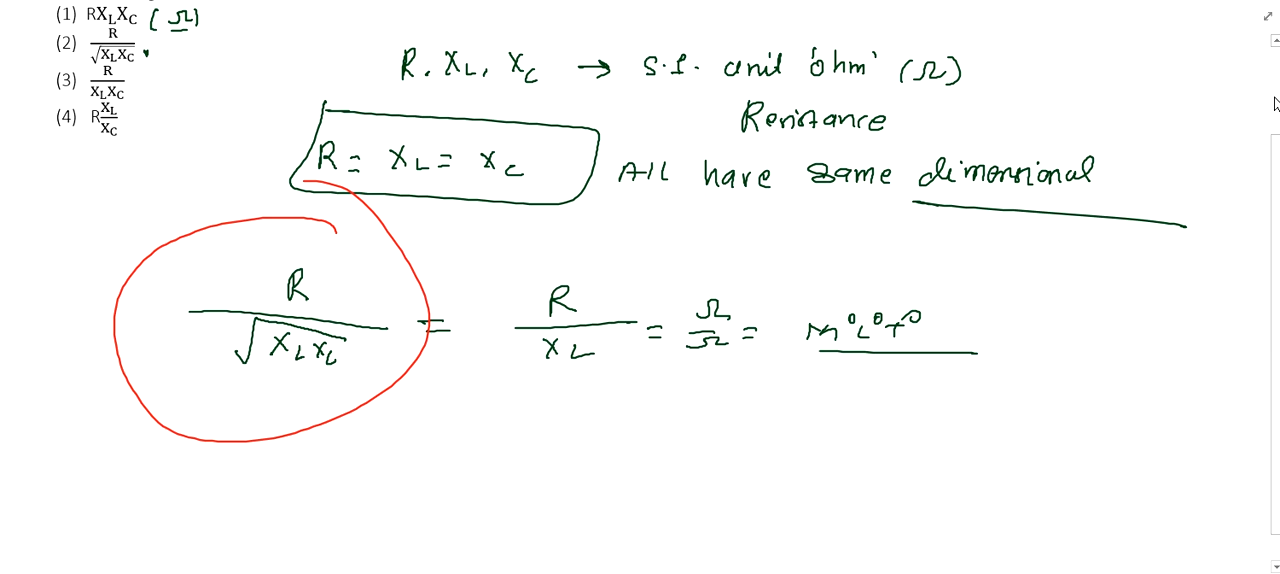 (1) RX_LX_C (Ω)
(2) R/√(X_LX_C)
(3) R/(X_LX_C)
(4) R X_L/X_C
R, X_L, X_C → S.I. unit 'ohm' (Ω)
Resistance
R = X_L = X_C All have same dimensional
R/√(X_L X_C) = R/X_L = Ω/Ω = M⁰L⁰T⁰